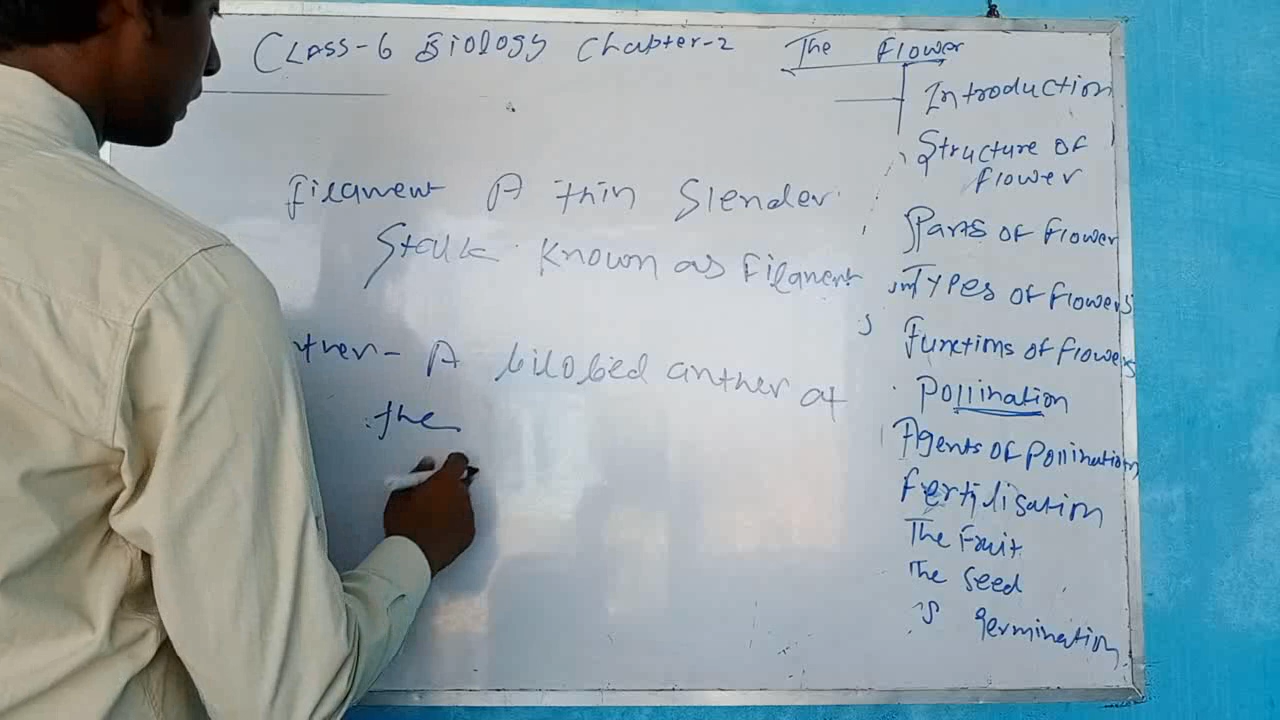 Class-6 Biology Chapter-2 The Flower
Filament A thin Slender
Stalk known as Filament
ther- A bilobed anther at
the
Introduction
Structure of
flower
Parts of flower
Types of flowers
Functions of flowers
Pollination
Agents of pollination
Fertilisation
The Fruit
The seed
Germination